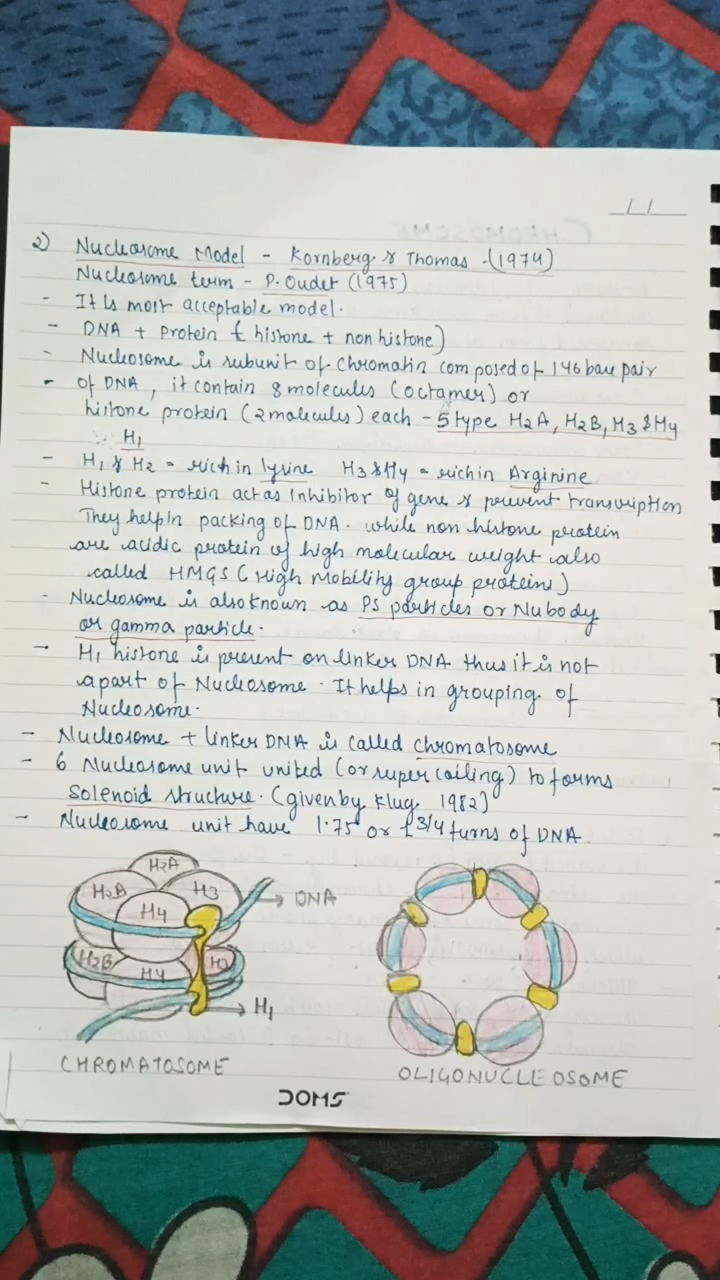 2) Nucleosome Model - Kornberg & Thomas - (1974)
Nucleosome term - P. Oudet (1975)
- It is most acceptable model.
- DNA + Protein ( histone + non histone)
- Nucleosome is subunit of chromatin composed of 146 base pair
- of DNA, it contain 8 molecules (octamer) or
histone protein (2 molecules) each - 5 type H2A, H2B, H3 & H4
H1
- H1 & H2 = rich in lysine H3 & H4 = rich in Arginine
- Histone protein act as inhibitor of gene & prevent transcription
They help in packing of DNA. while non histone protein
are acidic protein of high molecular weight also
called HMGS (High Mobility group protein)
- Nucleosome is also known as PS particles or Nubody
or gamma particle.
- H1 histone is present on linker DNA thus it is not
a part of Nucleosome. It helps in grouping of
Nucleosome.
- Nucleosome + linker DNA is called chromatosome
- 6 Nucleosome unit united (or super coiling) to forms
Solenoid structure. (given by Klug 1982)
- Nucleosome unit have 1.75 or 1 3/4 turns of DNA
H2A
H2B H3
H4
DNA
H2B H4
H1
CHROMATOSOME
OLIGONUCLEOSOME
DOMS